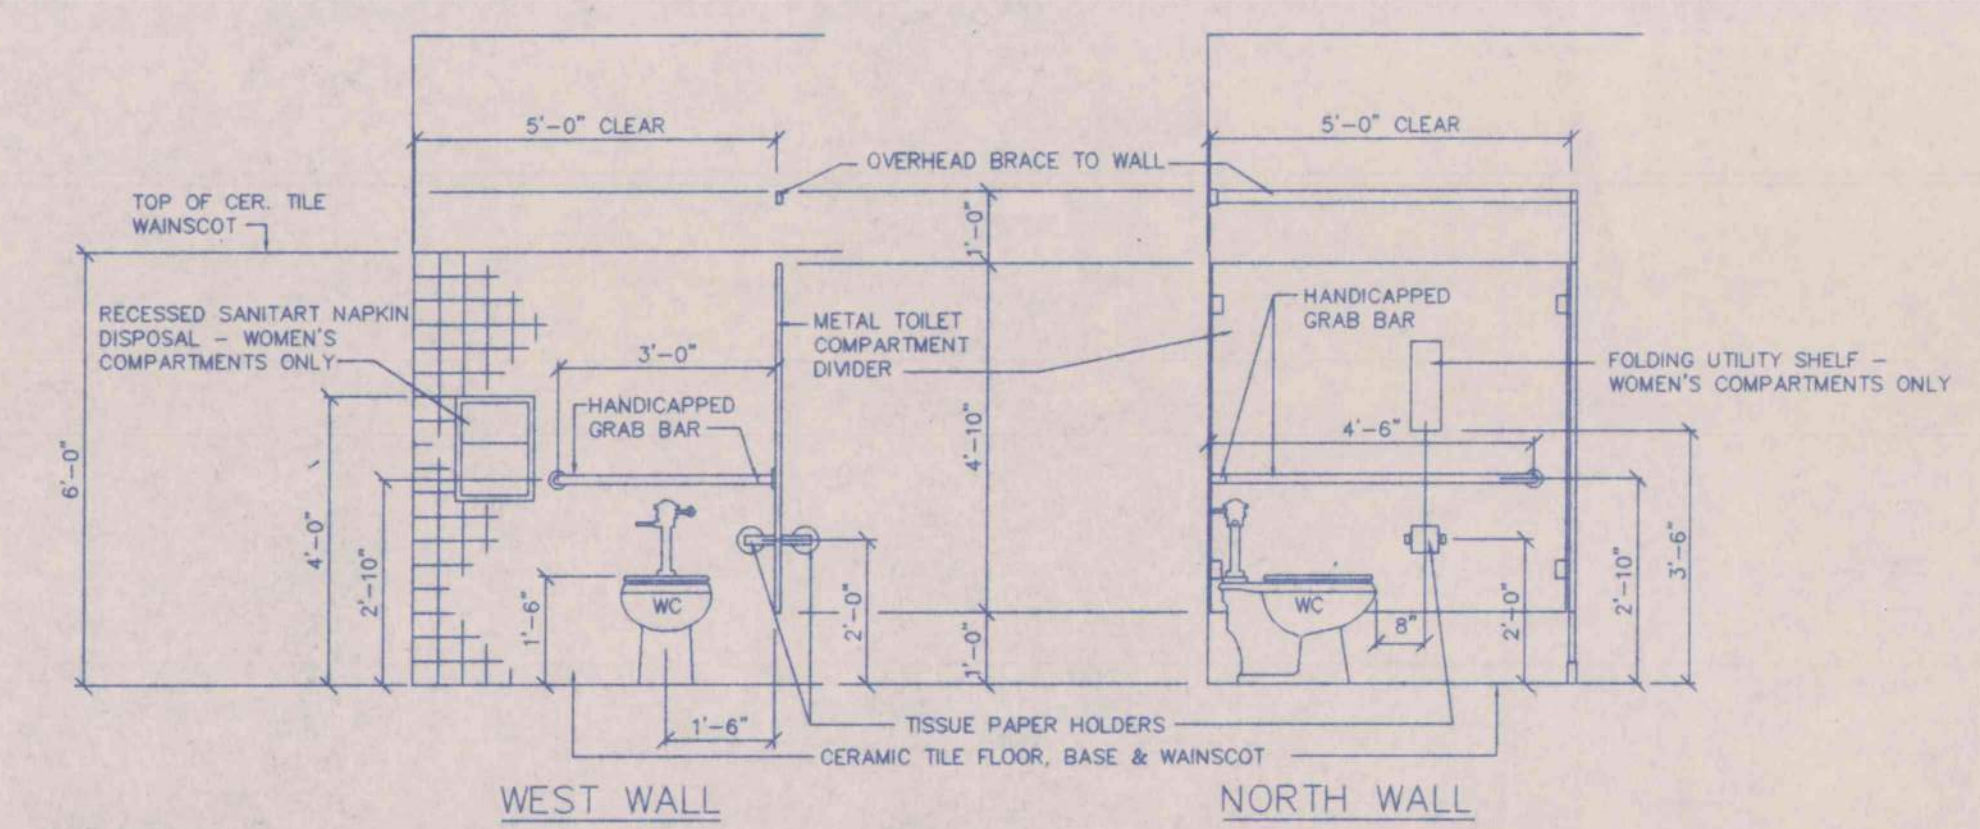 5'-0" CLEAR
5'-0" CLEAR
OVERHEAD BRACE TO WALL
TOP OF CER. TILE
WAINSCOT
1'-0"
RECESSED SANITART NAPKIN
DISPOSAL - WOMEN'S
COMPARTMENTS ONLY
METAL TOILET
COMPARTMENT
DIVIDER
HANDICAPPED
GRAB BAR
FOLDING UTILITY SHELF -
WOMEN'S COMPARTMENTS ONLY
3'-0"
HANDICAPPED
GRAB BAR
4'-6"
6'-0"
4'-0"
2'-10"
1'-6"
WC
2'-0"
4'-10"
1'-0"
WC
8"
2'-0"
2'-10"
3'-6"
1'-6"
TISSUE PAPER HOLDERS
CERAMIC TILE FLOOR, BASE & WAINSCOT
WEST WALL
NORTH WALL